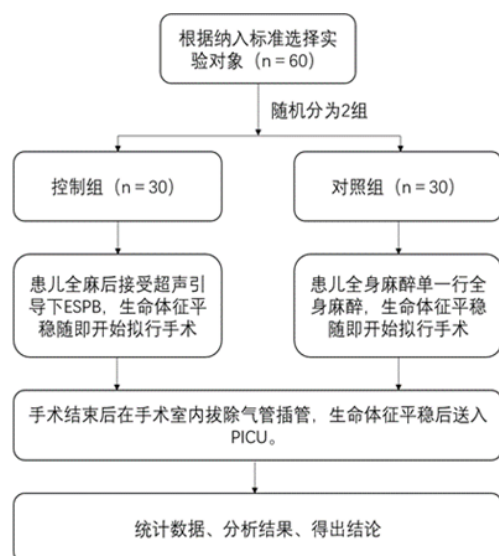 根据纳入标准选择实
验对象（n = 60）
随机分为2组
控制组（n = 30）
对照组（n = 30）
患儿全麻后接受超声引
导下ESPB，生命体征平
稳随即开始拟行手术
患儿全身麻醉单一行全
身麻醉，生命体征平稳
随即开始拟行手术
手术结束后在手术室内拔除气管插管，生命体征平稳后送入
PICU。
统计数据、分析结果、得出结论